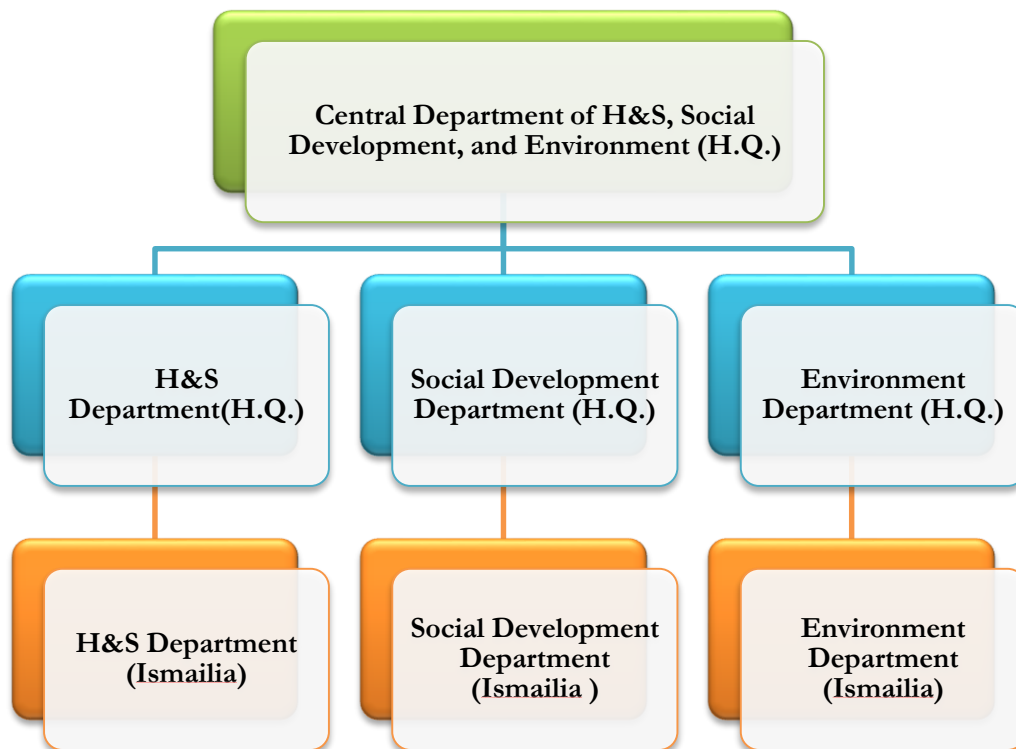 Central Department of H&S, Social
Development, and Environment (H.Q.)
H&S
Department(H.Q.)
Social Development
Department (H.Q.)
Environment
Department (H.Q.)
H&S Department
(Ismailia)
Social Development
Department
(Ismailia )
Environment
Department
(Ismailia)